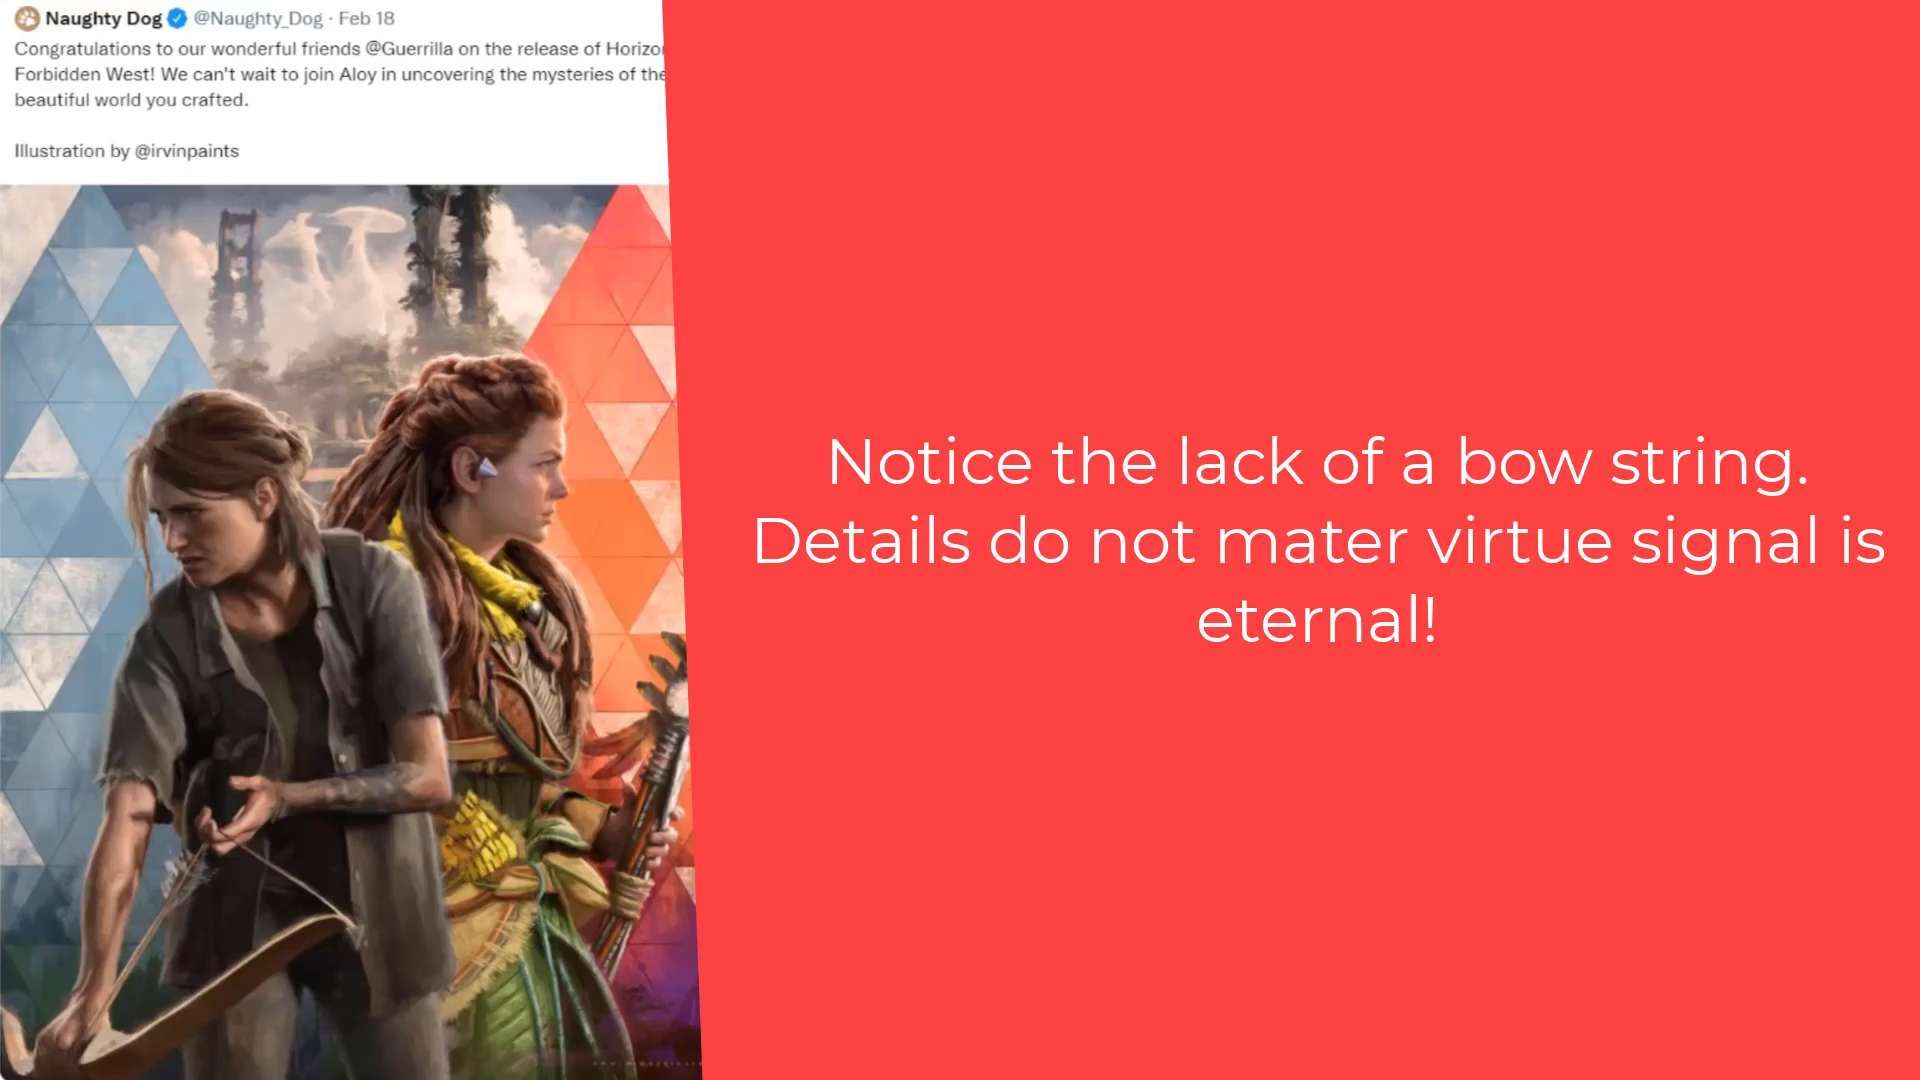 Naughty Dog @Naughty_Dog · Feb 18
Congratulations to our wonderful friends @Guerrilla on the release of Horizo
Forbidden West! We can't wait to join Aloy in uncovering the mysteries of the
beautiful world you crafted.
Illustration by @irvinpaints
Notice the lack of a bow string.
Details do not mater virtue signal is
eternal!